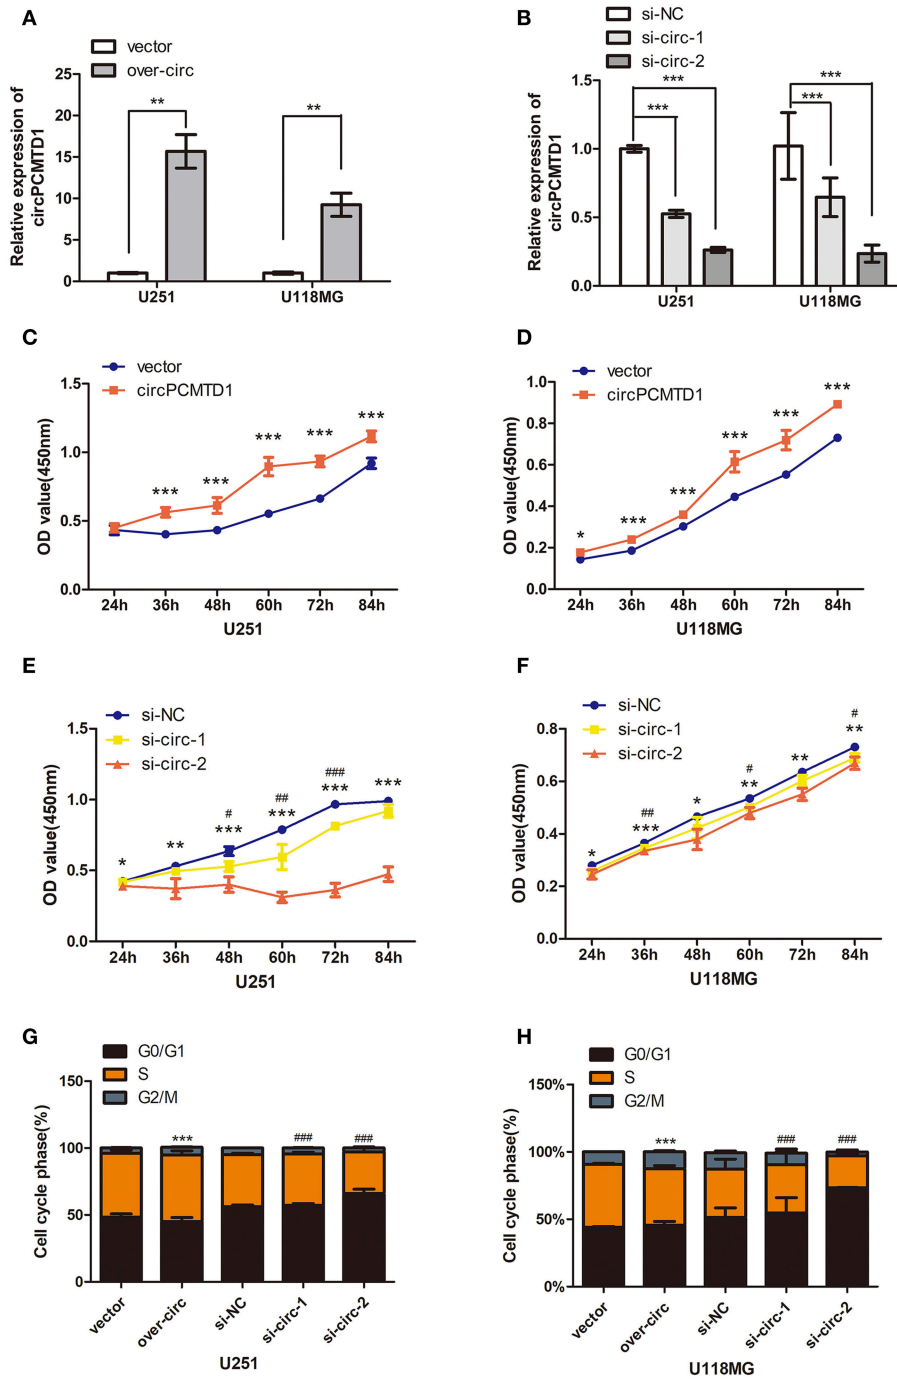 A
vector
over-circ
Relative expression of
circPCMTD1
25
20
15
10
5
0
**
**
U251
U118MG
B
si-NC
si-circ-1
si-circ-2
Relative expression of
circPCMTD1
1.5
1.0
0.5
0.0
***
***
***
***
U251
U118MG
C
vector
circPCMTD1
OD value(450nm)
1.5
1.0
0.5
0.0
***
***
***
***
***
24h 36h 48h 60h 72h 84h
U251
D
vector
circPCMTD1
OD value(450nm)
1.0
0.8
0.6
0.4
0.2
0.0
*
***
***
***
***
***
24h 36h 48h 60h 72h 84h
U118MG
E
si-NC
si-circ-1
si-circ-2
OD value(450nm)
1.5
1.0
0.5
0.0
*
**
#
***
##
***
###
***
***
24h 36h 48h 60h 72h 84h
U251
F
si-NC
si-circ-1
si-circ-2
OD value(450nm)
0.8
0.6
0.4
0.2
0.0
*
##
***
*
#
**
**
#
**
24h 36h 48h 60h 72h 84h
U118MG
G
G0/G1
S
G2/M
Cell cycle phase(%)
150
100
50
0
***
###
###
vector over-circ si-NC si-circ-1 si-circ-2
U251
H
G0/G1
S
G2/M
Cell cycle phase(%)
150%
100%
50%
0%
***
###
###
vector over-circ si-NC si-circ-1 si-circ-2
U118MG